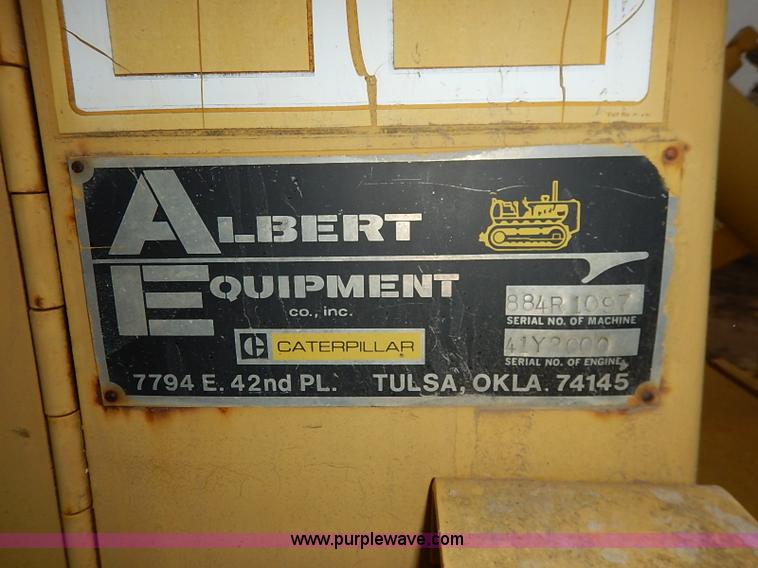 ALBERT
EQUIPMENT
co., inc.
C CATERPILLAR
884R1097
SERIAL NO. OF MACHINE
41Y2000
SERIAL NO. OF ENGINE
7794 E. 42nd PL. TULSA, OKLA. 74145
www.purplewave.com